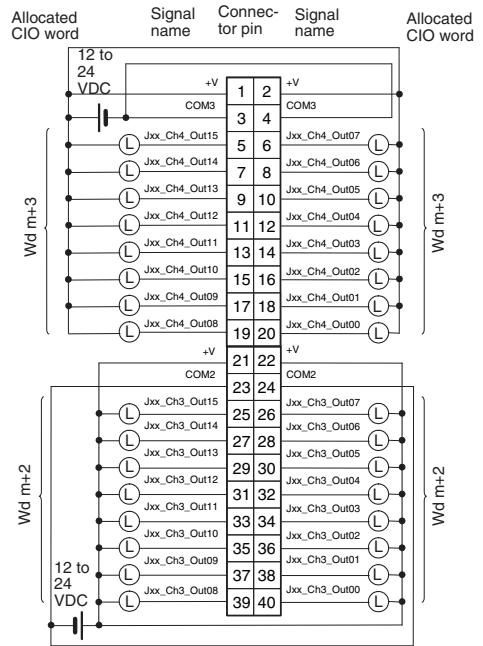 Allocated
CIO word
Signal
name
Connec-
tor pin
Signal
name
Allocated
CIO word
12 to
24
VDC
+V 1 2 +V
COM3 3 4 COM3
Wd m+3
Wd m+3
L Jxx_Ch4_Out15 5 6 Jxx_Ch4_Out07 L
L Jxx_Ch4_Out14 7 8 Jxx_Ch4_Out06 L
L Jxx_Ch4_Out13 9 10 Jxx_Ch4_Out05 L
L Jxx_Ch4_Out12 11 12 Jxx_Ch4_Out04 L
L Jxx_Ch4_Out11 13 14 Jxx_Ch4_Out03 L
L Jxx_Ch4_Out10 15 16 Jxx_Ch4_Out02 L
L Jxx_Ch4_Out09 17 18 Jxx_Ch4_Out01 L
L Jxx_Ch4_Out08 19 20 Jxx_Ch4_Out00 L
+V 21 22 +V
COM2 23 24 COM2
Wd m+2
Wd m+2
L Jxx_Ch3_Out15 25 26 Jxx_Ch3_Out07 L
L Jxx_Ch3_Out14 27 28 Jxx_Ch3_Out06 L
L Jxx_Ch3_Out13 29 30 Jxx_Ch3_Out05 L
L Jxx_Ch3_Out12 31 32 Jxx_Ch3_Out04 L
L Jxx_Ch3_Out11 33 34 Jxx_Ch3_Out03 L
L Jxx_Ch3_Out10 35 36 Jxx_Ch3_Out02 L
L Jxx_Ch3_Out09 37 38 Jxx_Ch3_Out01 L
L Jxx_Ch3_Out08 39 40 Jxx_Ch3_Out00 L
12 to
24
VDC